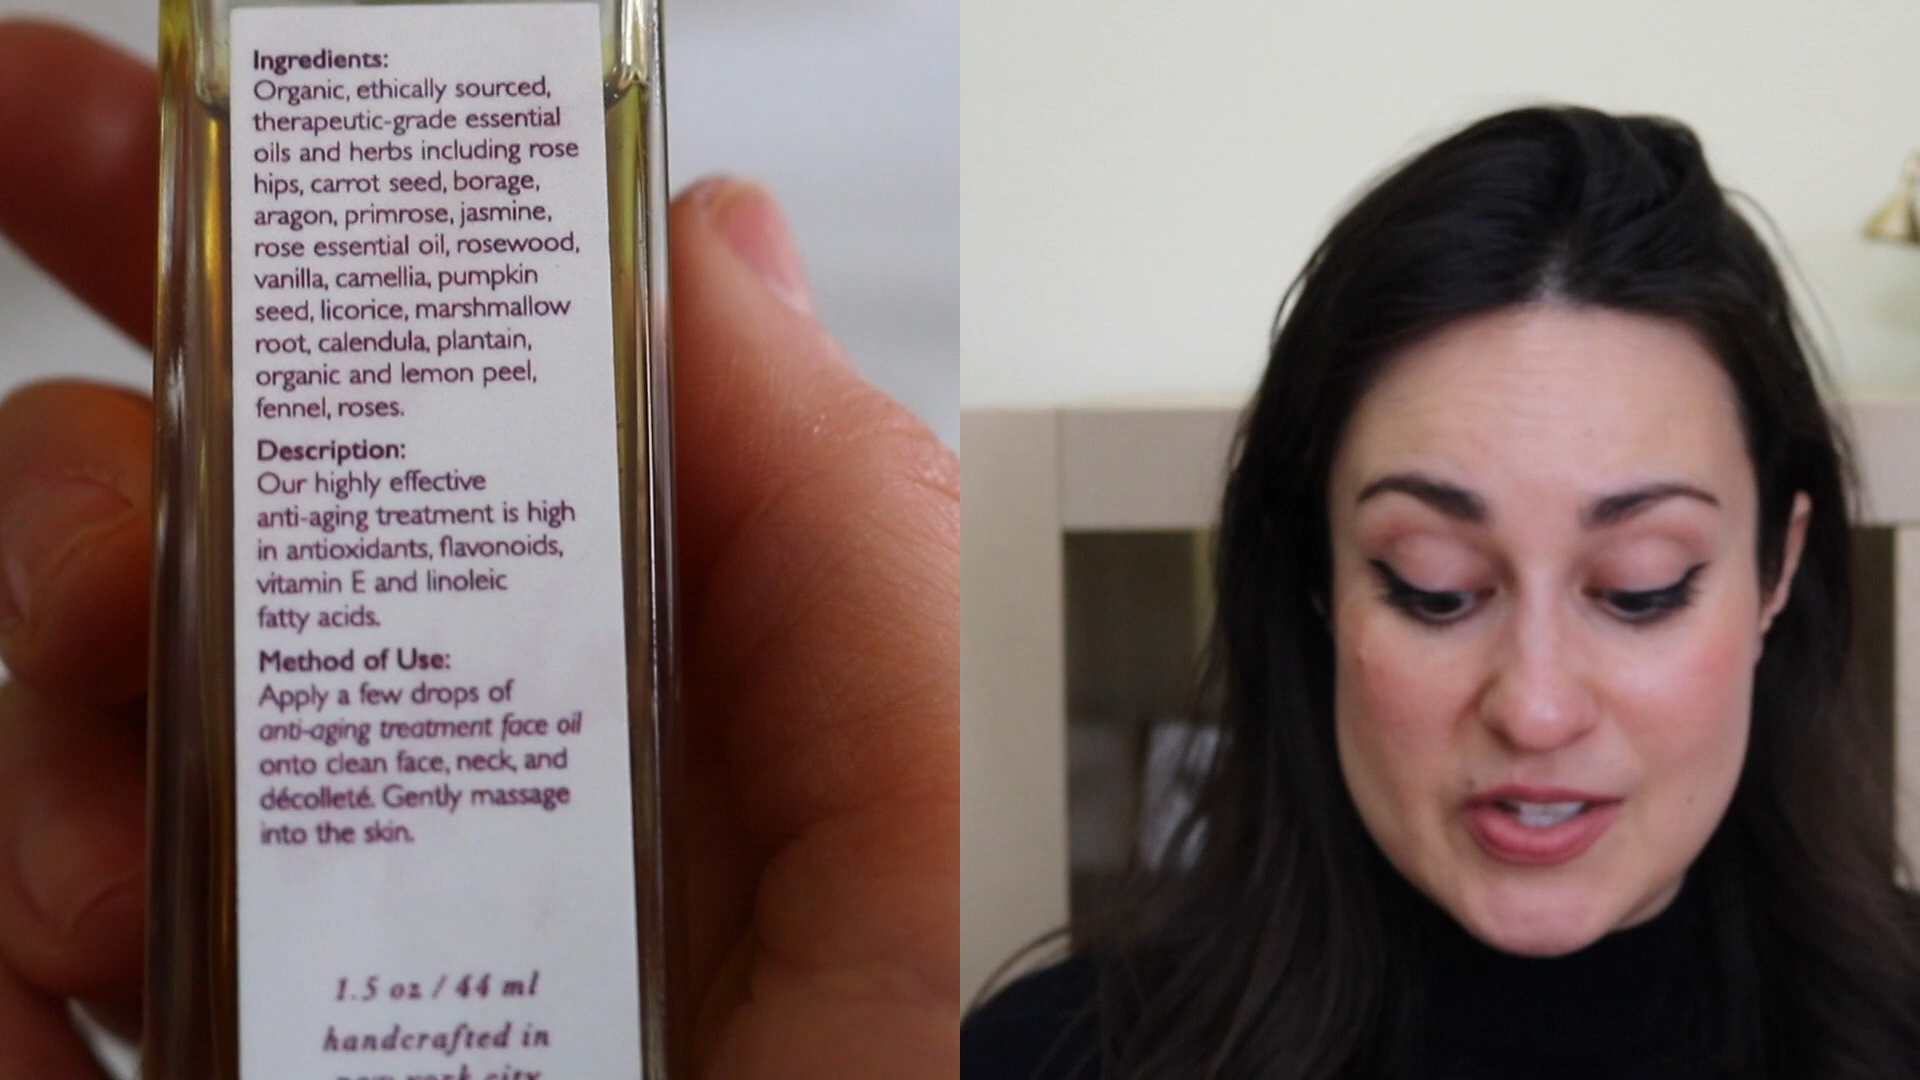 Ingredients:
Organic, ethically sourced,
therapeutic-grade essential
oils and herbs including rose
hips, carrot seed, borage,
aragon, primrose, jasmine,
rose essential oil, rosewood,
vanilla, camellia, pumpkin
seed, licorice, marshmallow
root, calendula, plantain,
organic and lemon peel,
fennel, roses.
Description:
Our highly effective
anti-aging treatment is high
in antioxidants, flavonoids,
vitamin E and linoleic
fatty acids.
Method of Use:
Apply a few drops of
anti-aging treatment face oil
onto clean face, neck, and
décolleté. Gently massage
into the skin.
1.5 oz / 44 ml
handcrafted in
new york city